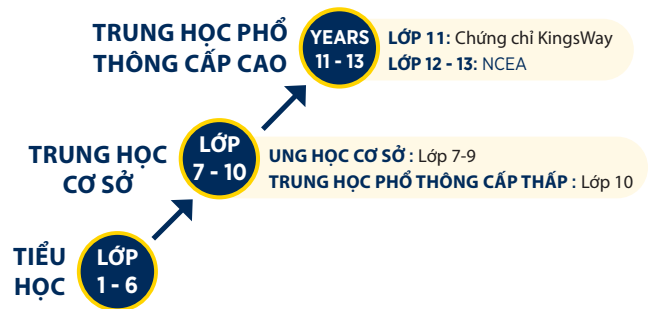 TRUNG HỌC PHỔ
THÔNG CẤP CAO
YEARS
11 - 13
LỚP 11: Chứng chỉ KingsWay
LỚP 12 - 13: NCEA
TRUNG HỌC
CƠ SỞ
LỚP
7 - 10
UNG HỌC CƠ SỞ : Lớp 7-9
TRUNG HỌC PHỔ THÔNG CẤP THẤP : Lớp 10
TIỂU
HỌC
LỚP
1 - 6